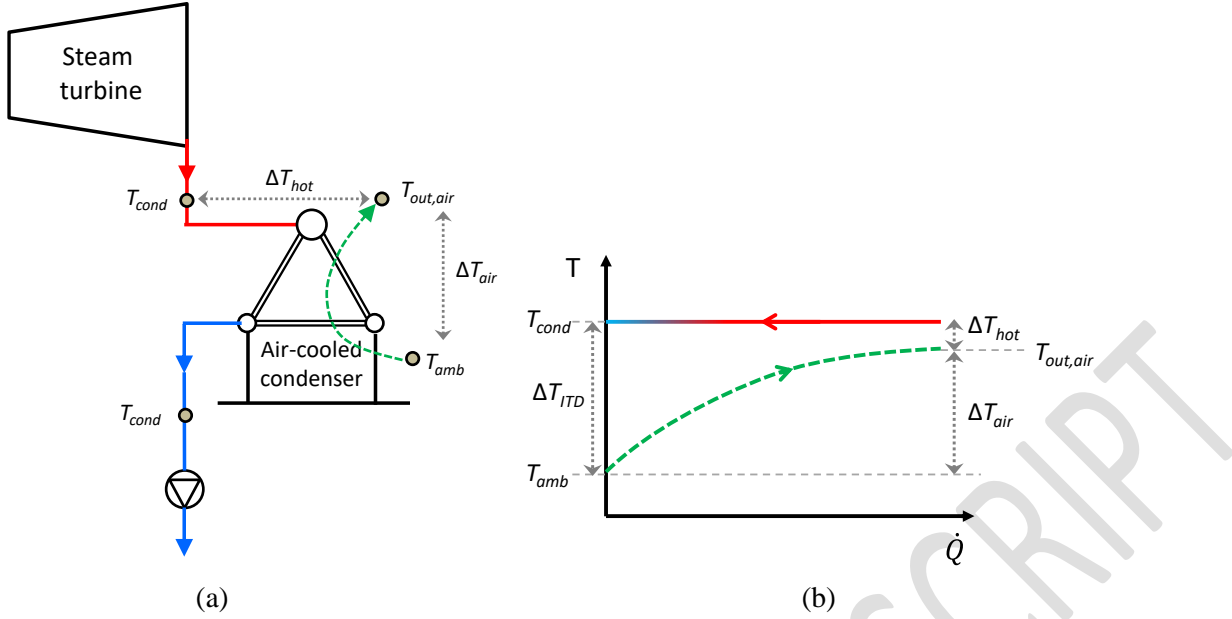 Steam
turbine
T_cond
ΔT_hot
T_out,air
ΔT_air
Air-cooled
condenser
T_amb
T_cond
(a)
T
T_cond
ΔT_hot
T_out,air
ΔT_ITD
ΔT_air
T_amb
Q̇
(b)
SCRIPT